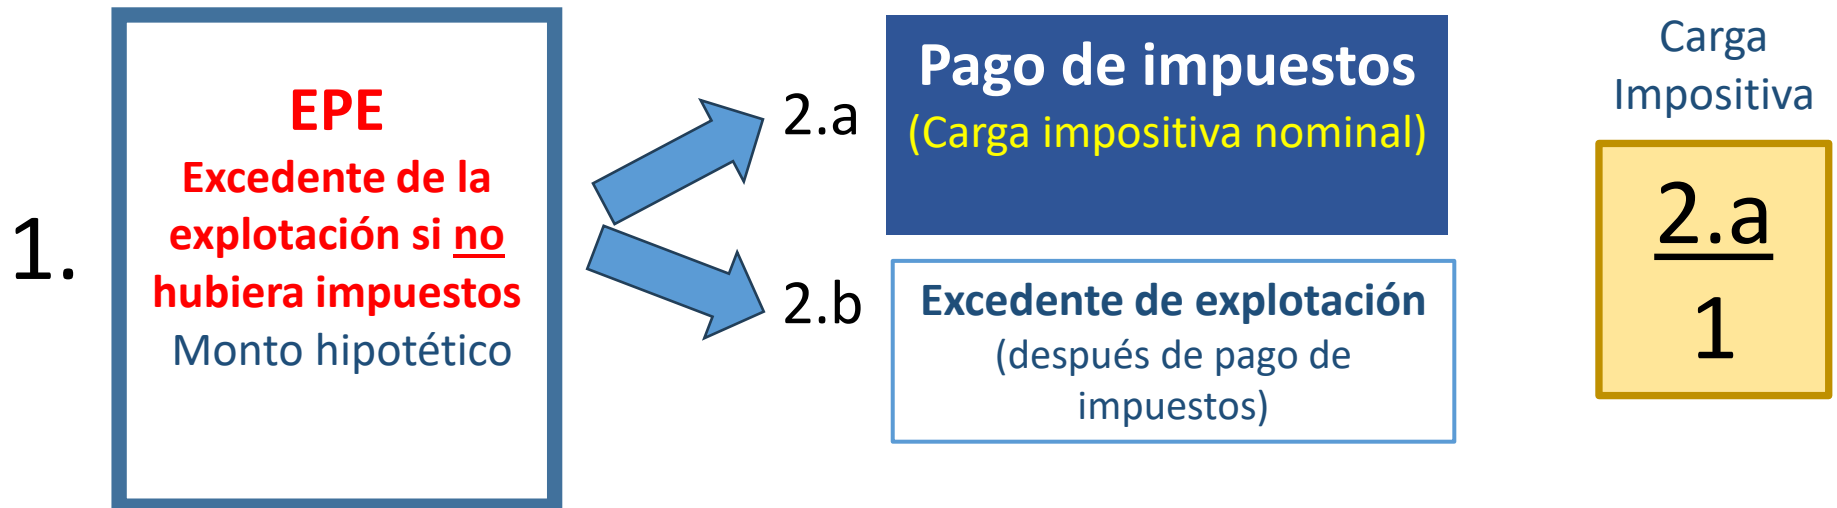 1.
EPE
Excedente de la
explotación si no
hubiera impuestos
Monto hipotético
2.a
Pago de impuestos
(Carga impositiva nominal)
2.b
Excedente de explotación
(después de pago de
impuestos)
Carga
Impositiva
2.a
1